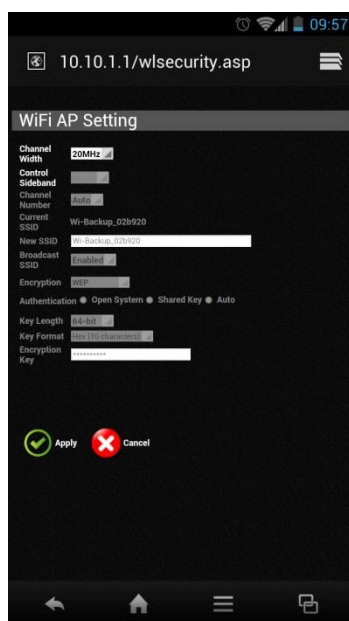 09:57
10.10.1.1/wlsecurity.asp
WiFi AP Setting
Channel Width 20MHz
Control Sideband
Channel Number Auto
Current SSID Wi-Backup_02b920
New SSID Wi-Backup_02b920
Broadcast SSID Enabled
Encryption WEP
Authentication Open System Shared Key Auto
Key Length 64-bit
Key Format Hex (10 characters)
Encryption Key **********
Apply Cancel